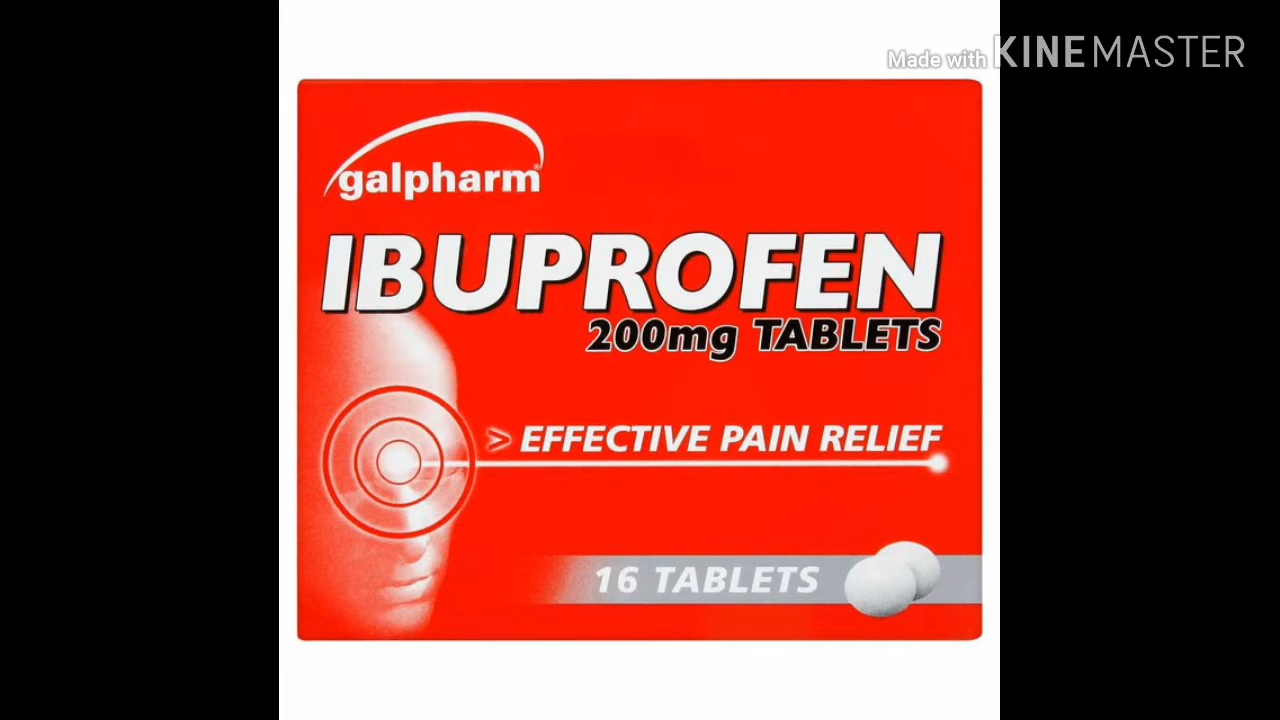 Made with KINEMASTER
galpharm
IBUPROFEN
200mg TABLETS
> EFFECTIVE PAIN RELIEF
16 TABLETS